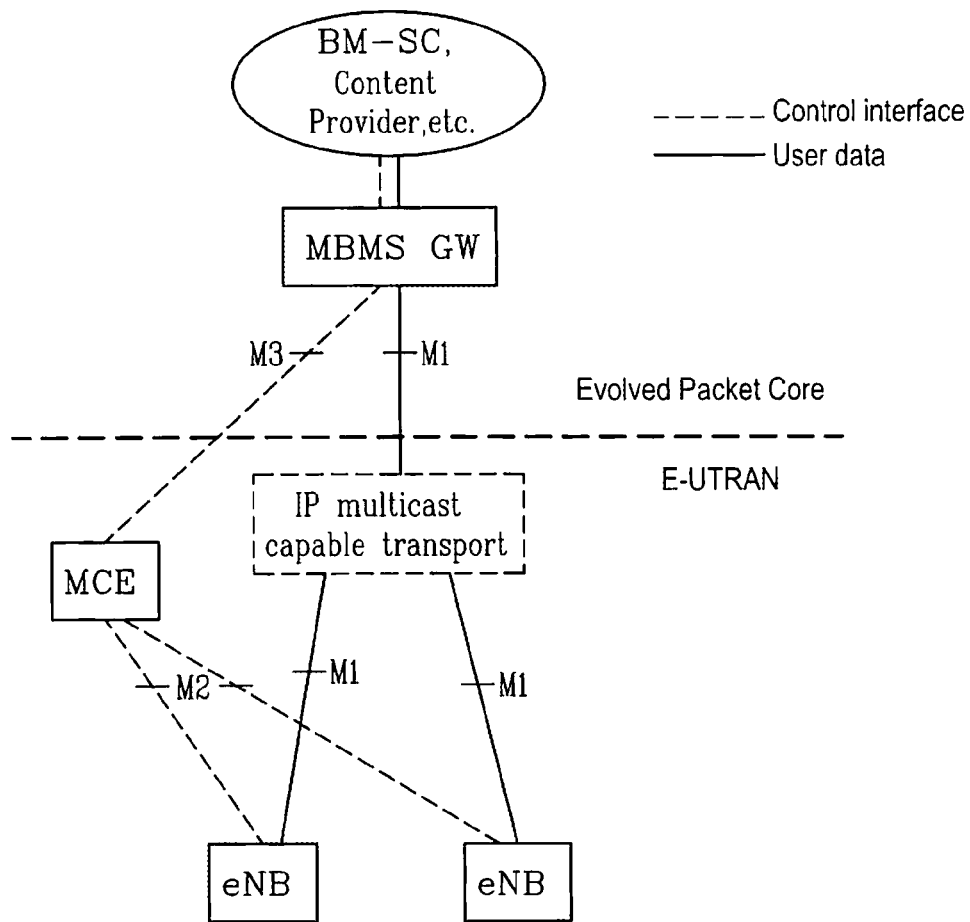 BM-SC,
Content
Provider,etc.
Control interface
User data
MBMS GW
M3
M1
Evolved Packet Core
E-UTRAN
IP multicast
capable transport
MCE
M2
M1
M1
eNB
eNB